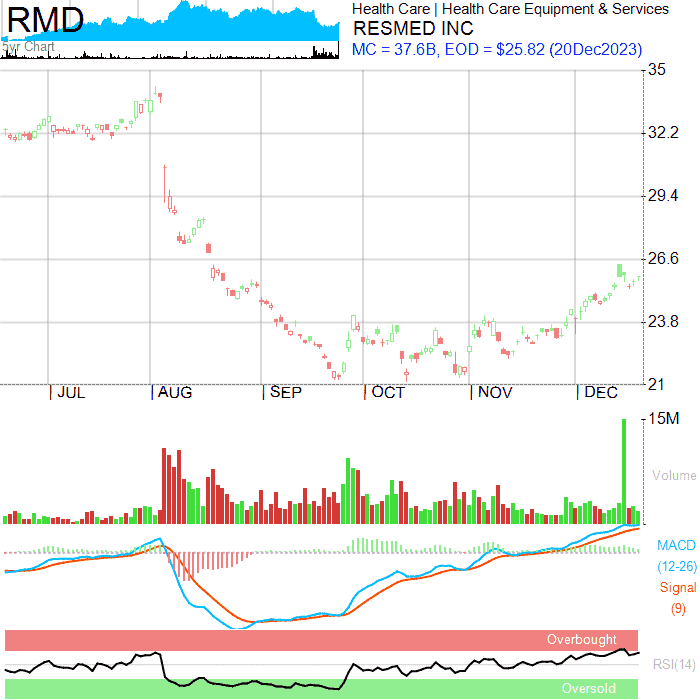 RMD
5yr Chart
Health Care | Health Care Equipment & Services
RESMED INC
MC = 37.6B, EOD = $25.82 (20Dec2023)
35
32.2
29.4
26.6
23.8
21
JUL AUG SEP OCT NOV DEC
15M
Volume
MACD
(12-26)
Signal
(9)
Overbought
RSI(14)
Oversold